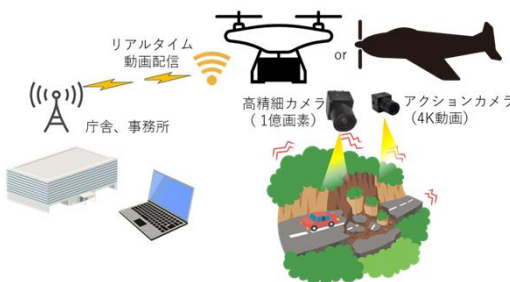 リアルタイム
動画配信
or
高精細カメラ
（1億画素）
アクションカメラ
(4K動画)
庁舎、事務所